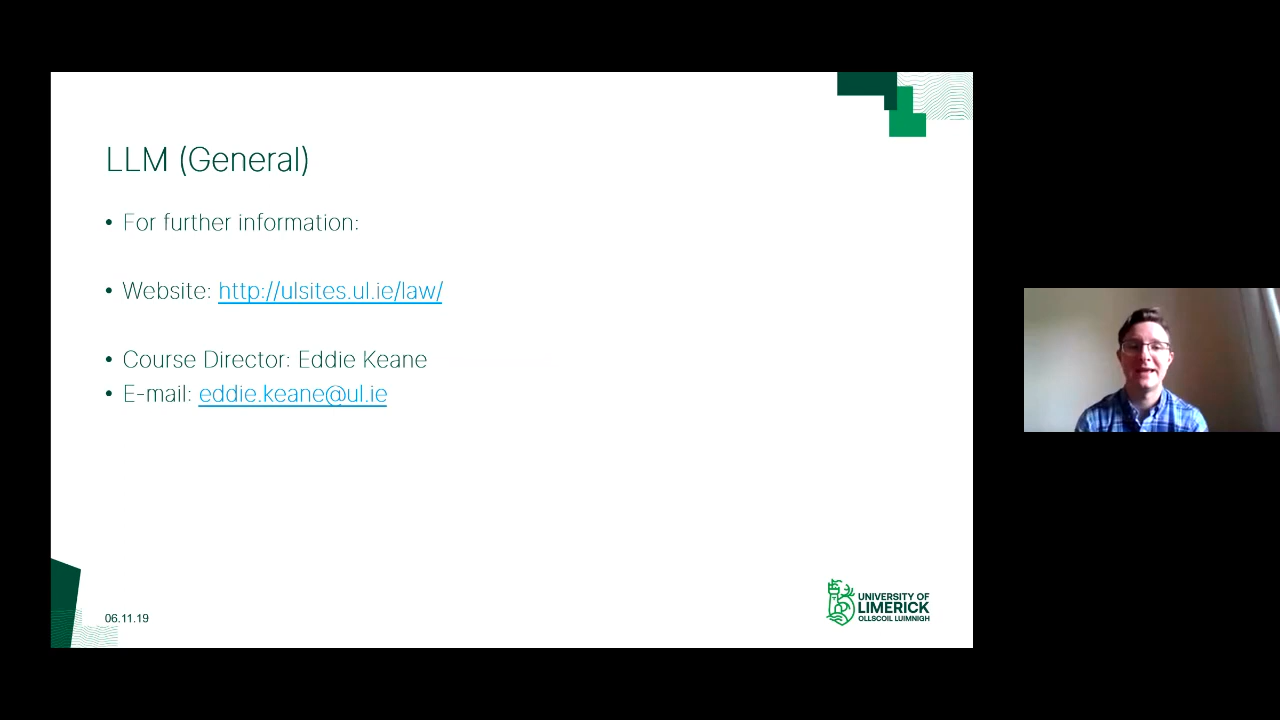 LLM (General)
• For further information:
• Website: http://ulsites.ul.ie/law/
• Course Director: Eddie Keane
• E-mail: eddie.keane@ul.ie
06.11.19
UNIVERSITY OF
LIMERICK
OLLSCOIL LUIMNIGH